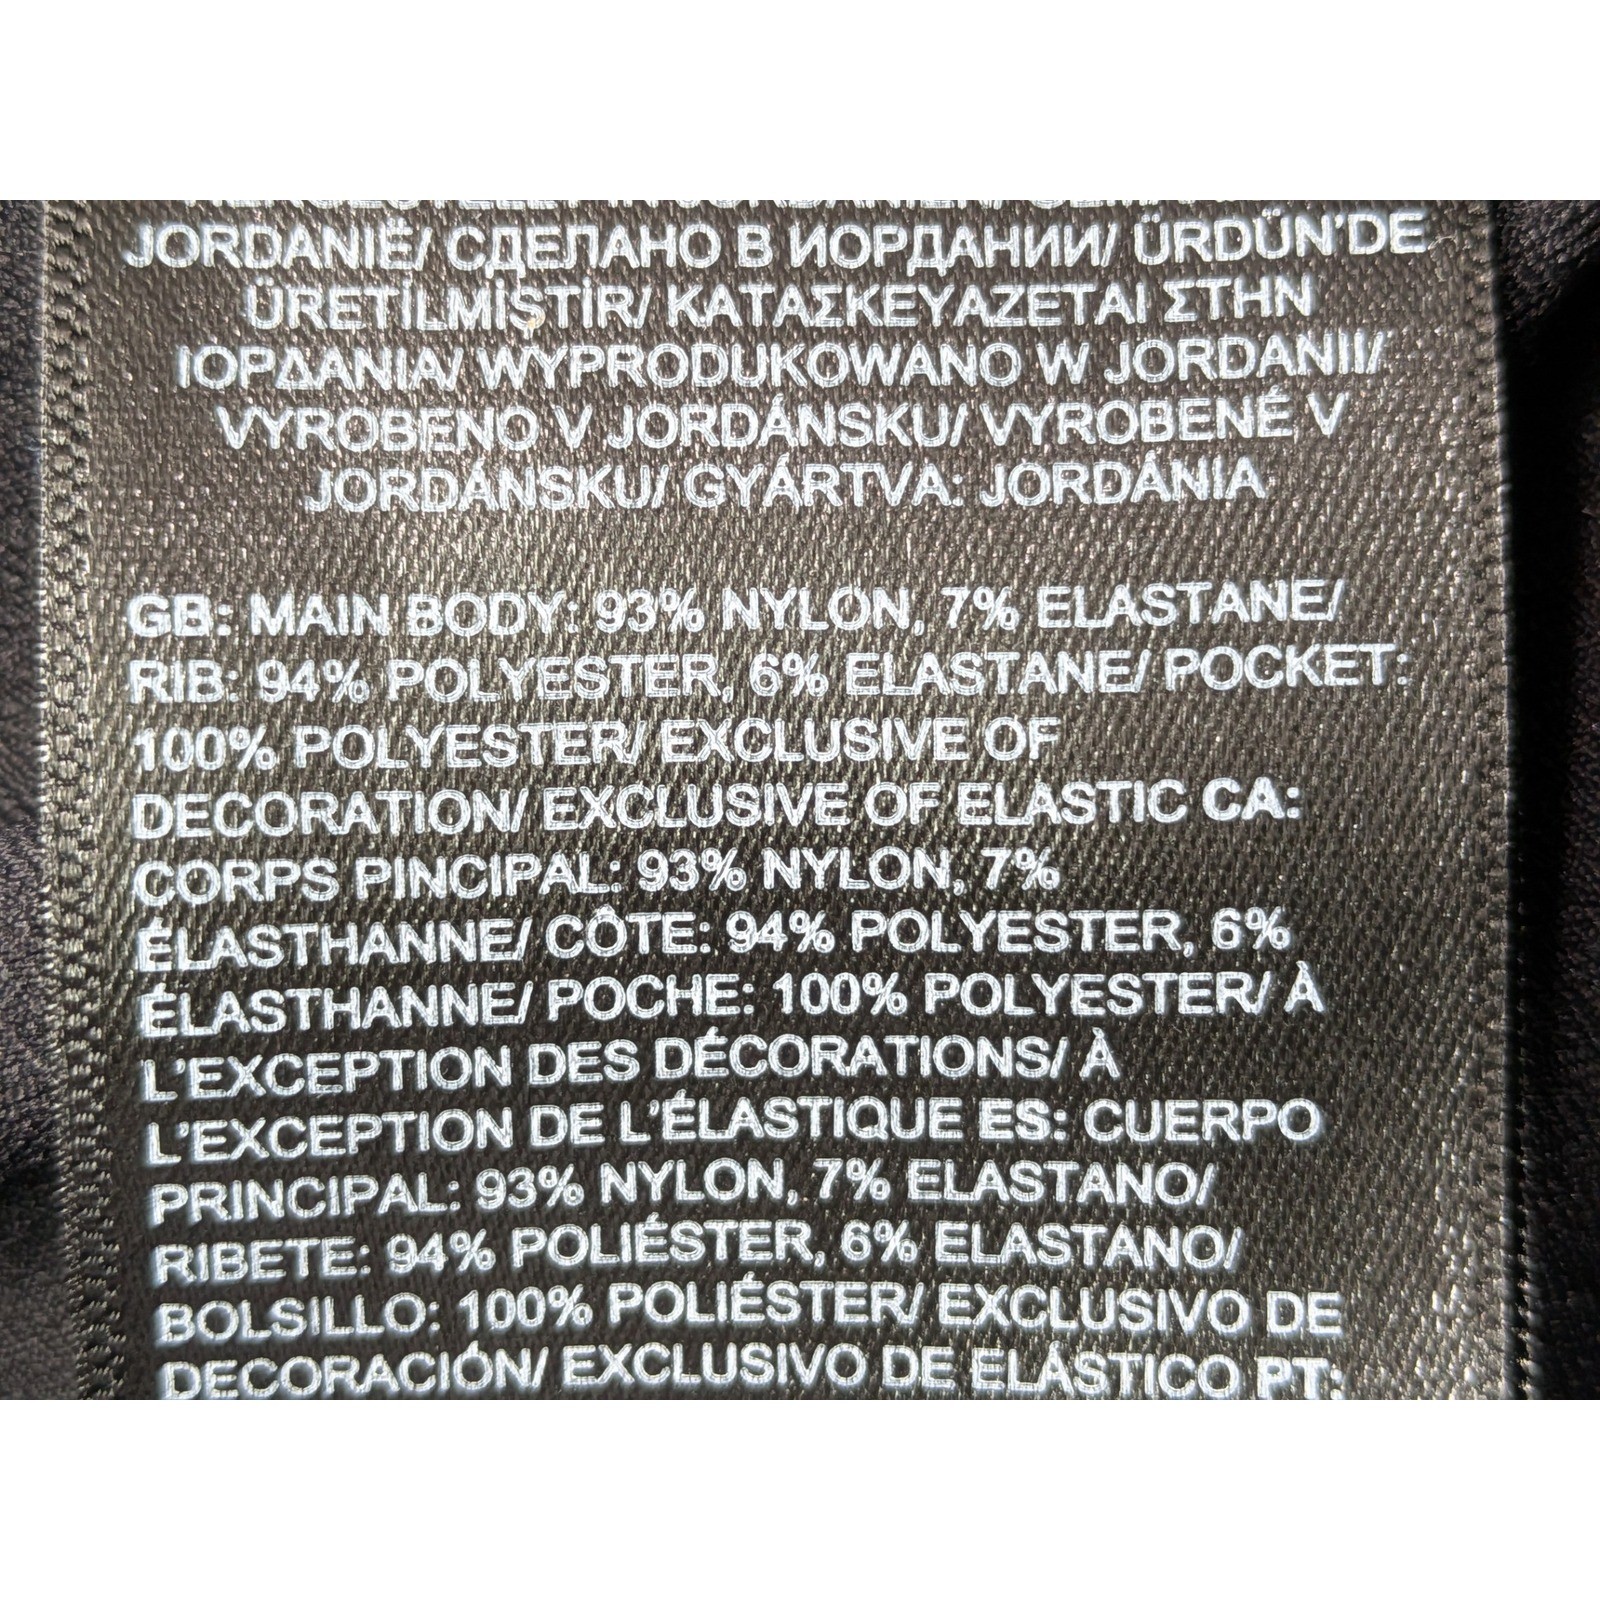 JORDANIË/ СДЕЛАНО В ИОРДАНИИ/ ÜRDÜN'DE
ÜRETİLMİŞTİR/ ΚΑΤΑΣΚΕΥΑΖΕΤΑΙ ΣΤΗΝ
ΙΟΡΔΑΝΙΑ/ WYPRODUKOWANO W JORDANII/
VYROBENO V JORDÁNSKU/ VYROBENÉ V
JORDÁNSKU/ GYÁRTVA: JORDÁNIA
GB: MAIN BODY: 93% NYLON, 7% ELASTANE/
RIB: 94% POLYESTER, 6% ELASTANE/ POCKET:
100% POLYESTER/ EXCLUSIVE OF
DECORATION/ EXCLUSIVE OF ELASTIC CA:
CORPS PINCIPAL: 93% NYLON, 7%
ÉLASTHANNE/ CÔTE: 94% POLYESTER, 6%
ÉLASTHANNE/ POCHE: 100% POLYESTER/ À
L'EXCEPTION DES DÉCORATIONS/ À
L'EXCEPTION DE L'ÉLASTIQUE ES: CUERPO
PRINCIPAL: 93% NYLON, 7% ELASTANO/
RIBETE: 94% POLIÉSTER, 6% ELASTANO/
BOLSILLO: 100% POLIÉSTER/ EXCLUSIVO DE
DECORACIÓN/ EXCLUSIVO DE ELÁSTICO PT: